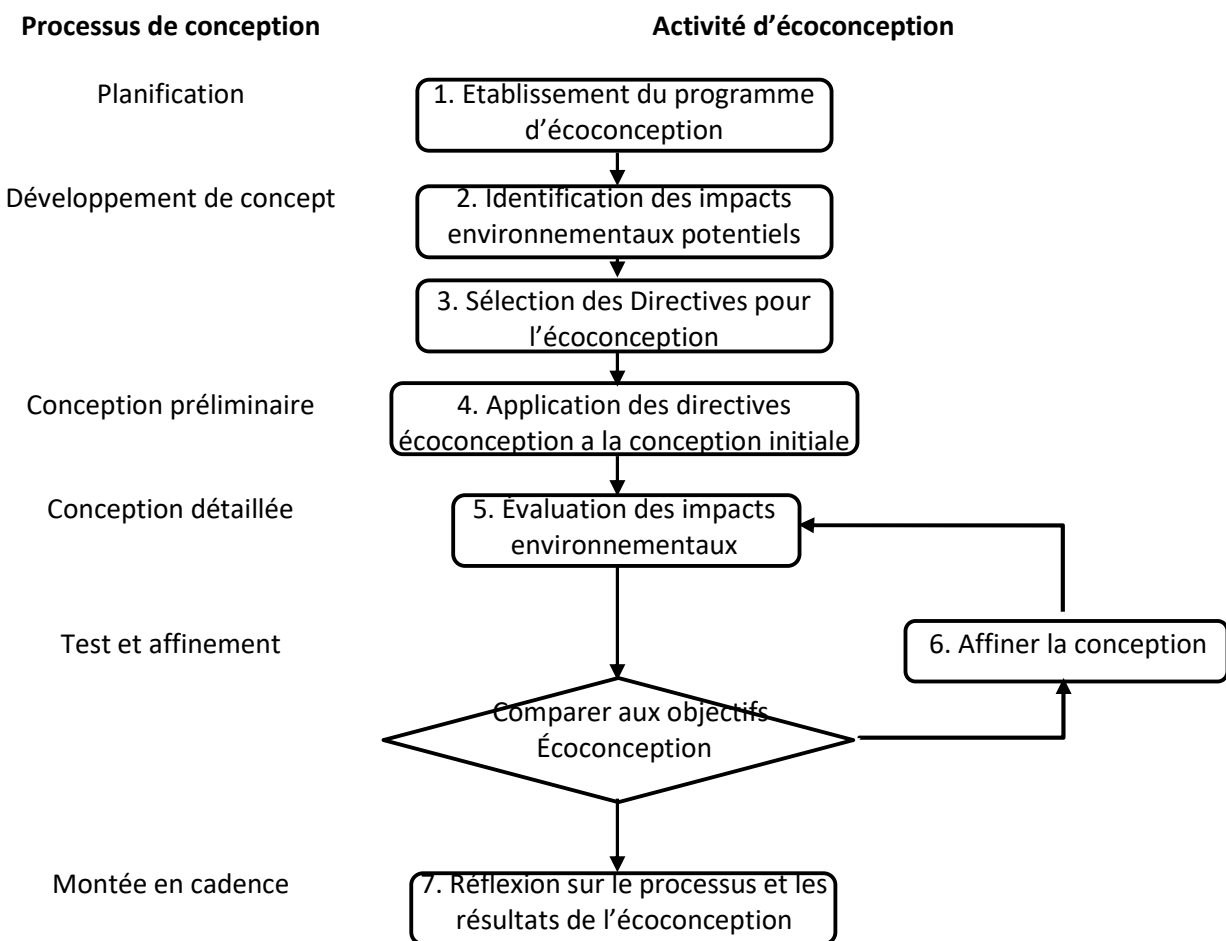 Processus de conception
Activité d'écoconception
Planification
1. Etablissement du programme
d'écoconception
Développement de concept
2. Identification des impacts
environnementaux potentiels
3. Sélection des Directives pour
l'écoconception
Conception préliminaire
4. Application des directives
écoconception a la conception initiale
Conception détaillée
5. Évaluation des impacts
environnementaux
Test et affinement
6. Affiner la conception
Comparer aux objectifs
Écoconception
Montée en cadence
7. Réflexion sur le processus et les
résultats de l'écoconception